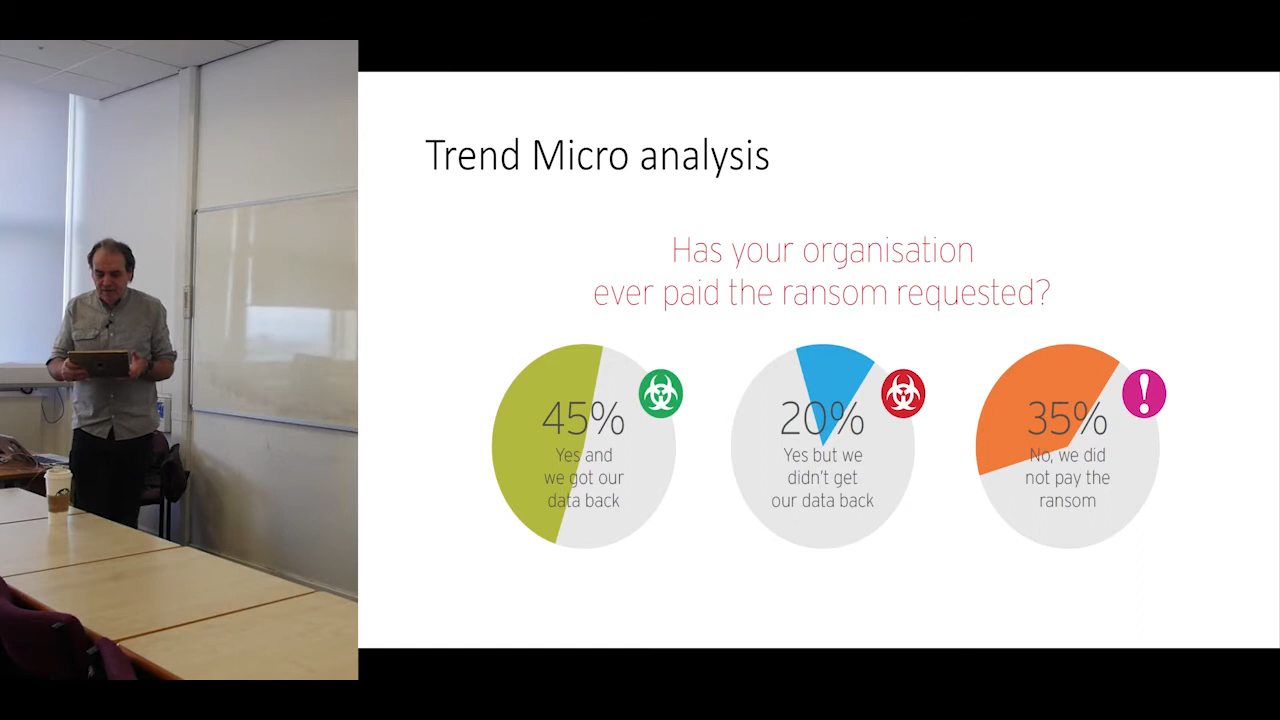 Trend Micro analysis
Has your organisation
ever paid the ransom requested?
45%
Yes and
we got our
data back
20%
Yes but we
didn't get
our data back
35%
No, we did
not pay the
ransom